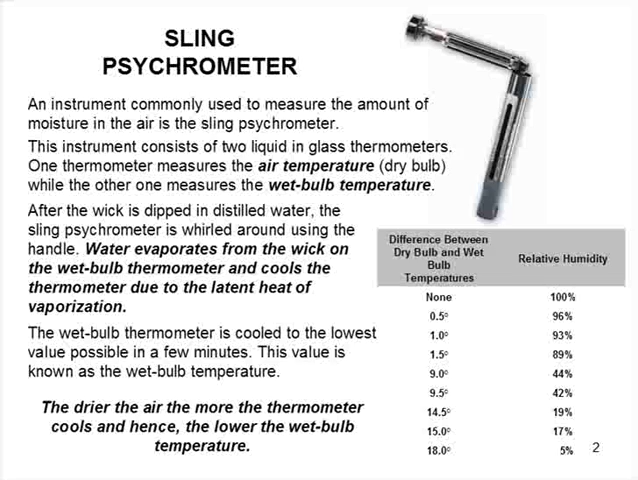 SLING
PSYCHROMETER
An instrument commonly used to measure the amount of
moisture in the air is the sling psychrometer.
This instrument consists of two liquid in glass thermometers.
One thermometer measures the air temperature (dry bulb)
while the other one measures the wet-bulb temperature.
After the wick is dipped in distilled water, the
sling psychrometer is whirled around using the
handle. Water evaporates from the wick on
the wet-bulb thermometer and cools the
thermometer due to the latent heat of
vaporization.
The wet-bulb thermometer is cooled to the lowest
value possible in a few minutes. This value is
known as the wet-bulb temperature.
The drier the air the more the thermometer
cools and hence, the lower the wet-bulb
temperature.
Difference Between
Dry Bulb and Wet
Bulb
Temperatures
Relative Humidity
None 100%
0.5° 96%
1.0° 93%
1.5° 89%
9.0° 44%
9.5° 42%
14.5° 19%
15.0° 17%
18.0° 5%
2